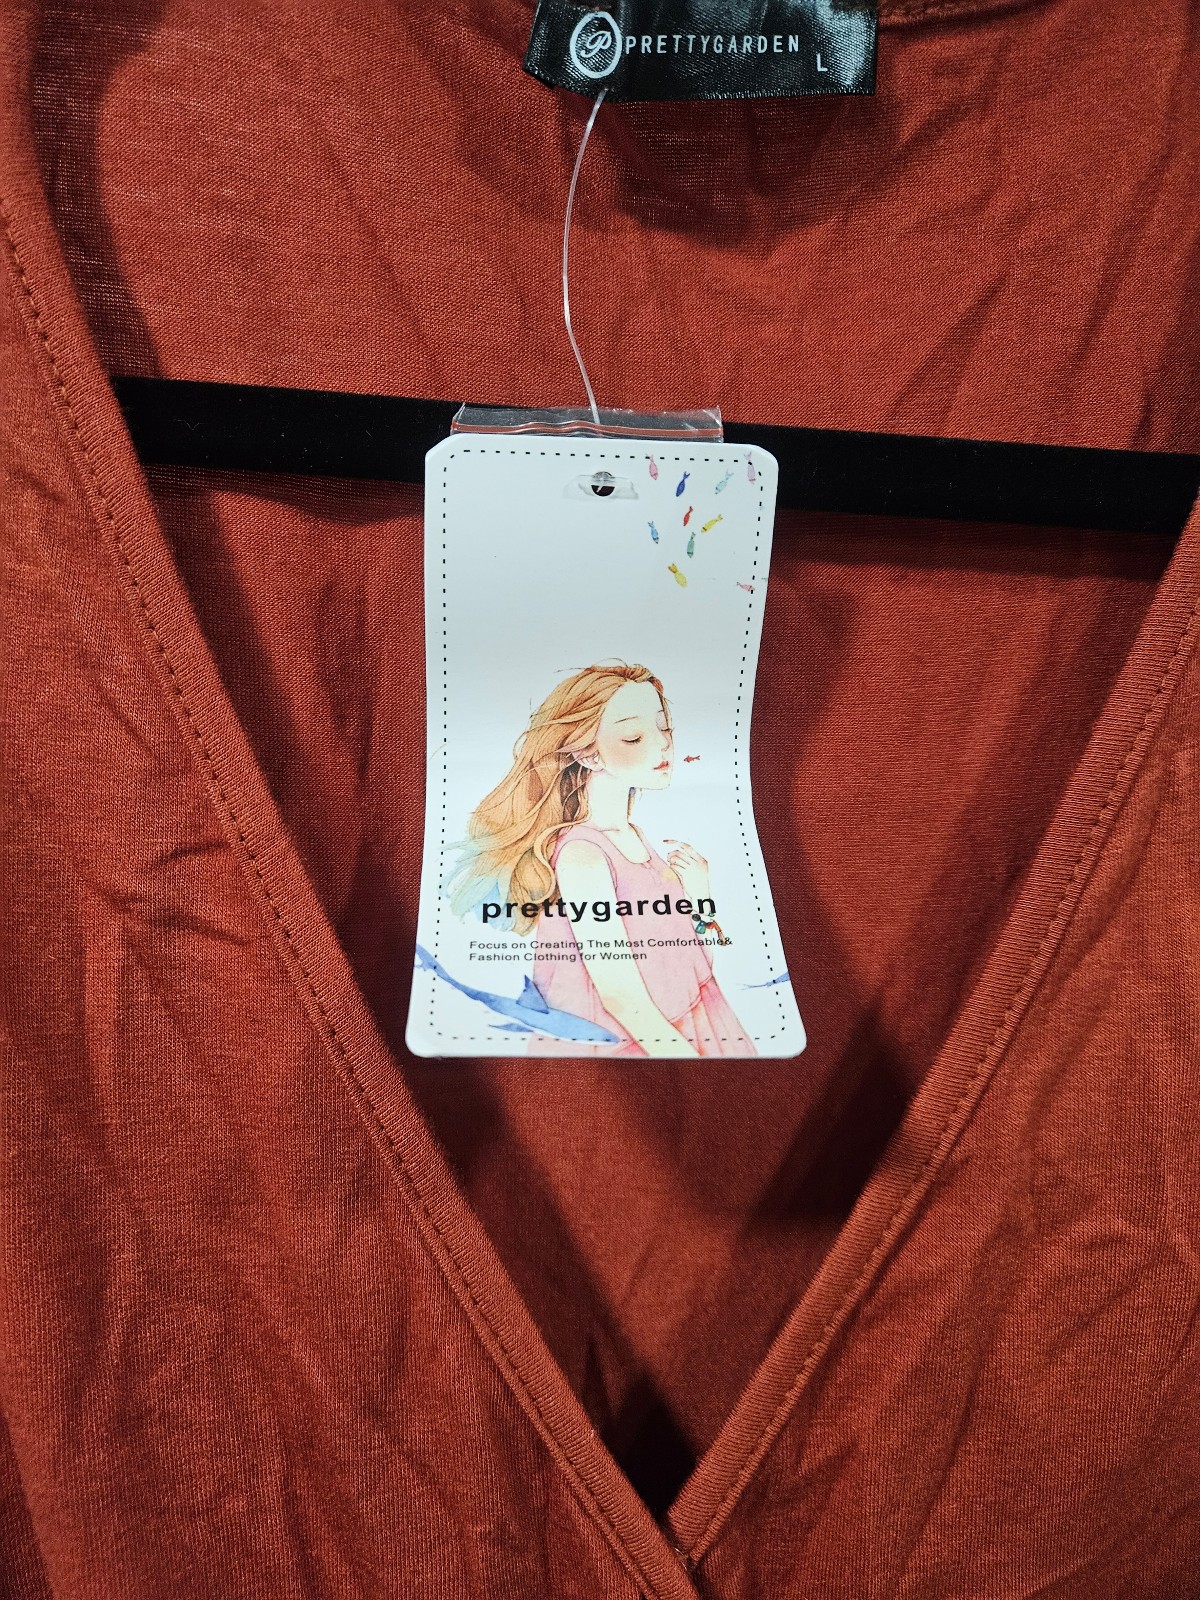 P PRETTYGARDEN
L
prettygarden
Focus on Creating The Most Comfortable&
Fashion Clothing for Women